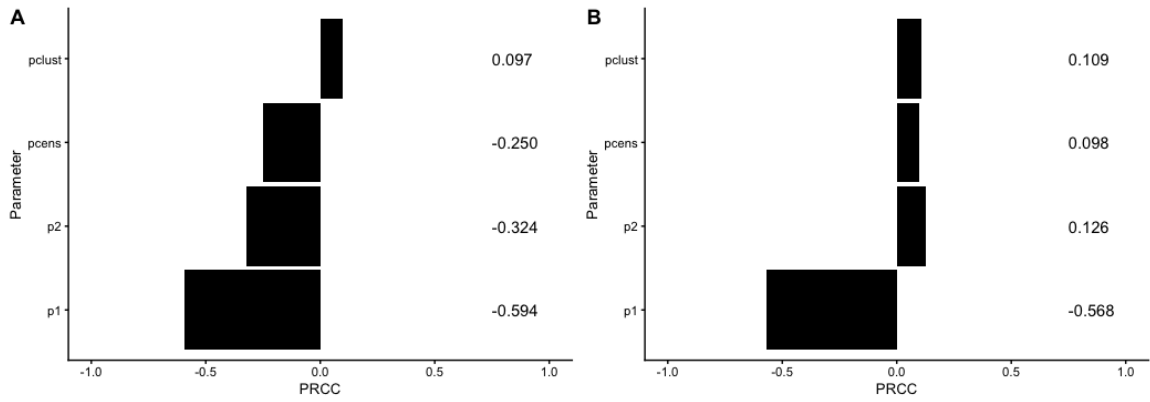 A
Parameter
pclust
0.097
pcens
-0.250
p2
-0.324
p1
-0.594
-1.0 -0.5 0.0 0.5 1.0
PRCC
B
Parameter
pclust
0.109
pcens
0.098
p2
0.126
p1
-0.568
-1.0 -0.5 0.0 0.5 1.0
PRCC